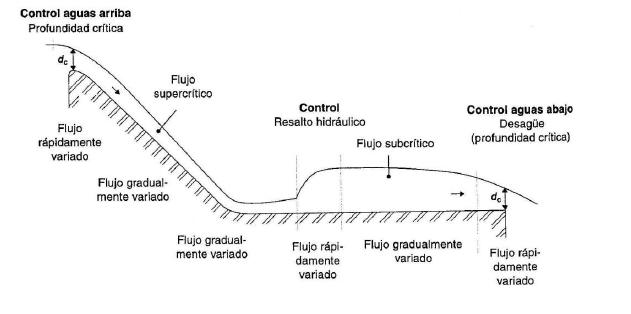 Control aguas arriba
Profundidad crítica
d_c
Flujo
supercrítico
Control
Resalto hidráulico
Control aguas abajo
Desagüe
(profundidad crítica)
Flujo subcrítico
d_c
Flujo
rápidamente
variado
Flujo gradual-
mente variado
Flujo gradual-
mente variado
Flujo rápi-
damente
variado
Flujo gradualmente
variado
Flujo rápi-
damente
variado